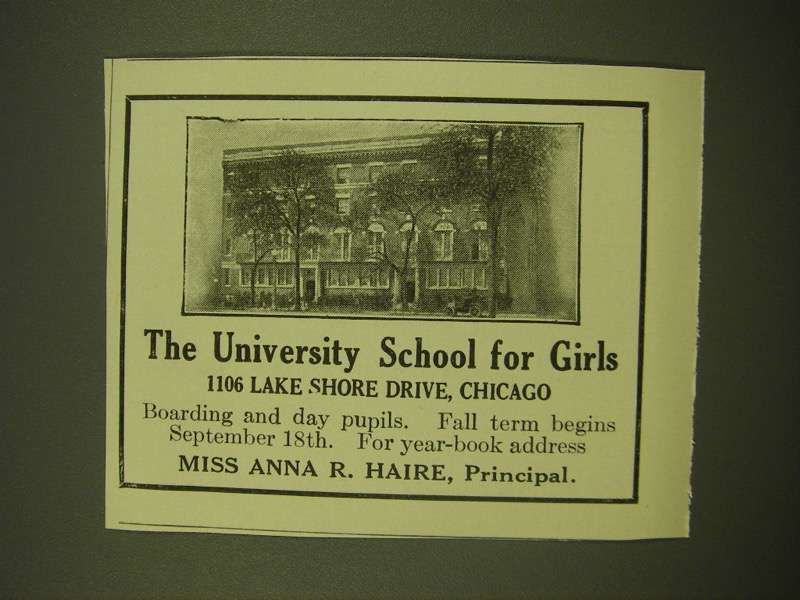 The University School for Girls
1106 LAKE SHORE DRIVE, CHICAGO
Boarding and day pupils. Fall term begins
September 18th. For year-book address
MISS ANNA R. HAIRE, Principal.